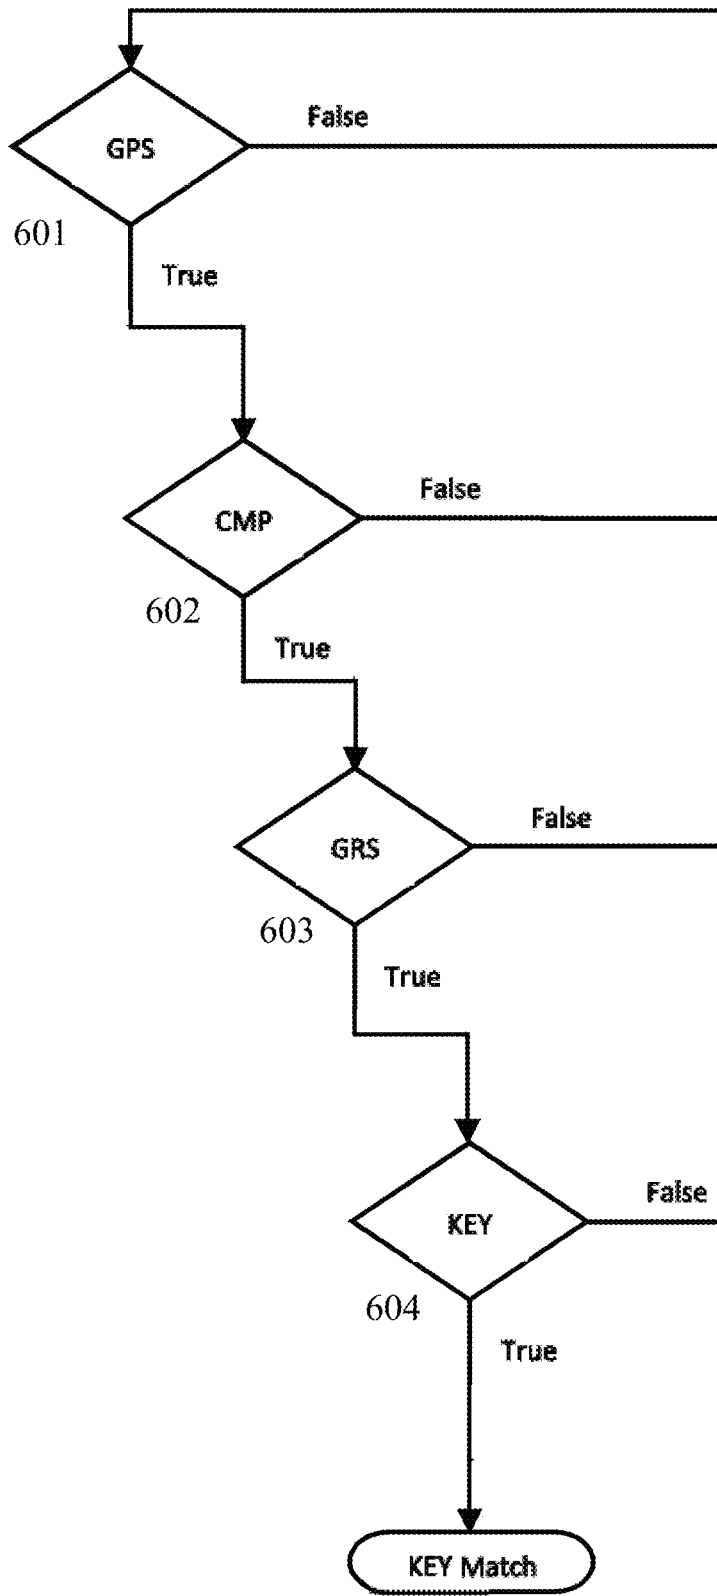 GPS
False
601
True
CMP
False
602
True
GRS
False
603
True
KEY
False
604
True
KEY Match